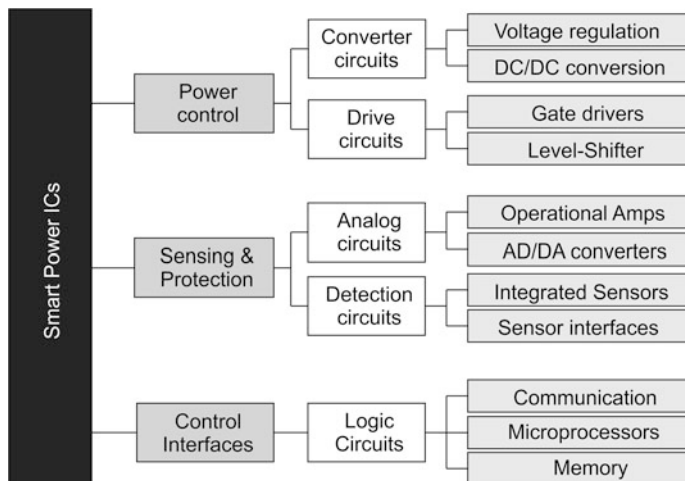 Smart Power ICs
Power
control
Converter
circuits
Voltage regulation
DC/DC conversion
Drive
circuits
Gate drivers
Level-Shifter
Sensing &
Protection
Analog
circuits
Operational Amps
AD/DA converters
Detection
circuits
Integrated Sensors
Sensor interfaces
Control
Interfaces
Logic
Circuits
Communication
Microprocessors
Memory